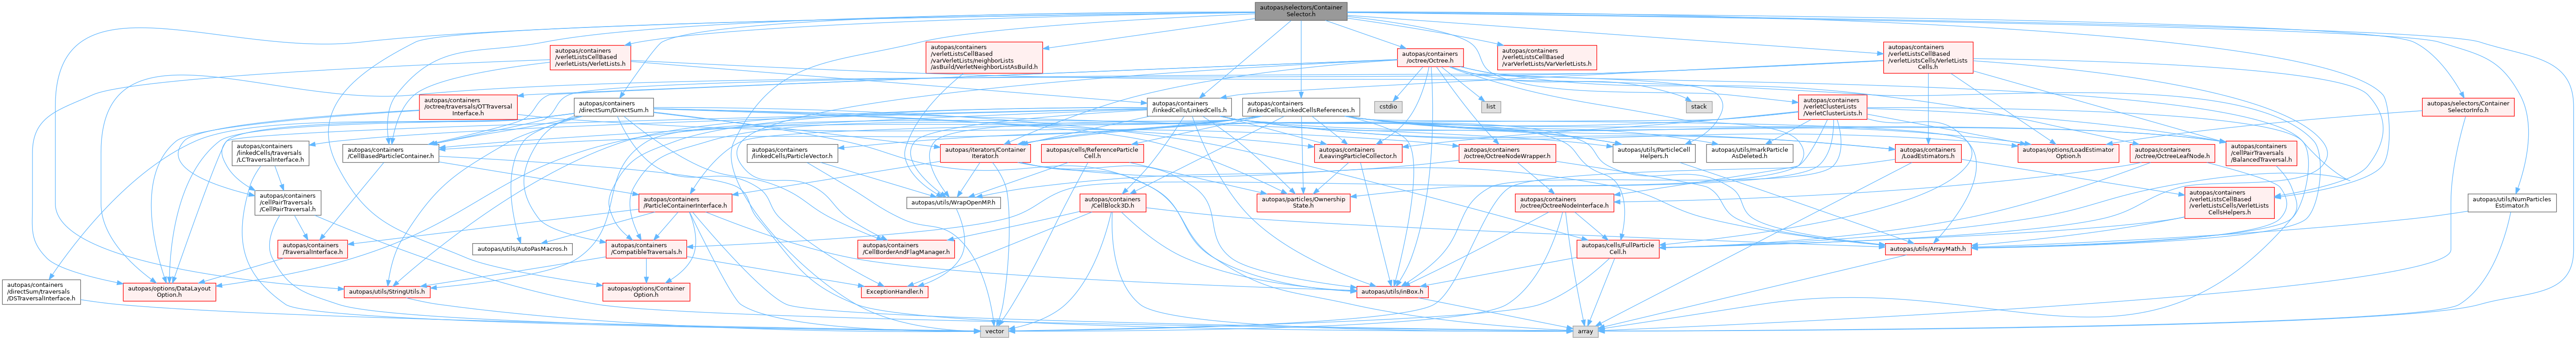 autopas/selectors/Container
Selector.h
autopas/containers
/verletListsCellBased
/verletLists/VerletLists.h
autopas/containers
/verletListsCellBased
/varVerletLists/neighborLists
/asBuild/VerletNeighborListAsBuild.h
autopas/containers
/octree/Octree.h
autopas/containers
/verletListsCellBased
/varVerletLists/VarVerletLists.h
autopas/containers
/verletListsCellBased
/verletListsCells/VerletLists
Cells.h
autopas/containers
/octree/traversals/OTTraversal
Interface.h
autopas/containers
/directSum/DirectSum.h
autopas/containers
/linkedCells/LinkedCells.h
autopas/containers
/linkedCells/LinkedCellsReferences.h
cstdio
list
stack
autopas/containers
/verletClusterLists
/VerletClusterLists.h
autopas/selectors/Container
SelectorInfo.h
autopas/containers
/linkedCells/traversals
/LCTraversalInterface.h
autopas/containers
/CellBasedParticleContainer.h
autopas/containers
/linkedCells/ParticleVector.h
autopas/iterators/Container
Iterator.h
autopas/cells/ReferenceParticle
Cell.h
autopas/containers
/LeavingParticleCollector.h
autopas/containers
/octree/OctreeNodeWrapper.h
autopas/utils/ParticleCell
Helpers.h
autopas/utils/markParticle
AsDeleted.h
autopas/containers
/LoadEstimators.h
autopas/options/LoadEstimator
Option.h
autopas/containers
/octree/OctreeLeafNode.h
autopas/containers
/cellPairTraversals
/BalancedTraversal.h
autopas/containers
/cellPairTraversals
/CellPairTraversal.h
autopas/containers
/ParticleContainerInterface.h
autopas/utils/WrapOpenMP.h
autopas/containers
/CellBlock3D.h
autopas/particles/Ownership
State.h
autopas/containers
/octree/OctreeNodeInterface.h
autopas/containers
/verletListsCellBased
/verletListsCells/VerletLists
CellsHelpers.h
autopas/utils/NumParticles
Estimator.h
autopas/containers
/TraversalInterface.h
autopas/utils/AutoPasMacros.h
autopas/containers
/CompatibleTraversals.h
autopas/containers
/CellBorderAndFlagManager.h
autopas/cells/FullParticle
Cell.h
autopas/utils/ArrayMath.h
autopas/containers
/directSum/traversals
/DSTraversalInterface.h
autopas/options/DataLayout
Option.h
autopas/utils/StringUtils.h
autopas/options/Container
Option.h
ExceptionHandler.h
autopas/utils/inBox.h
vector
array